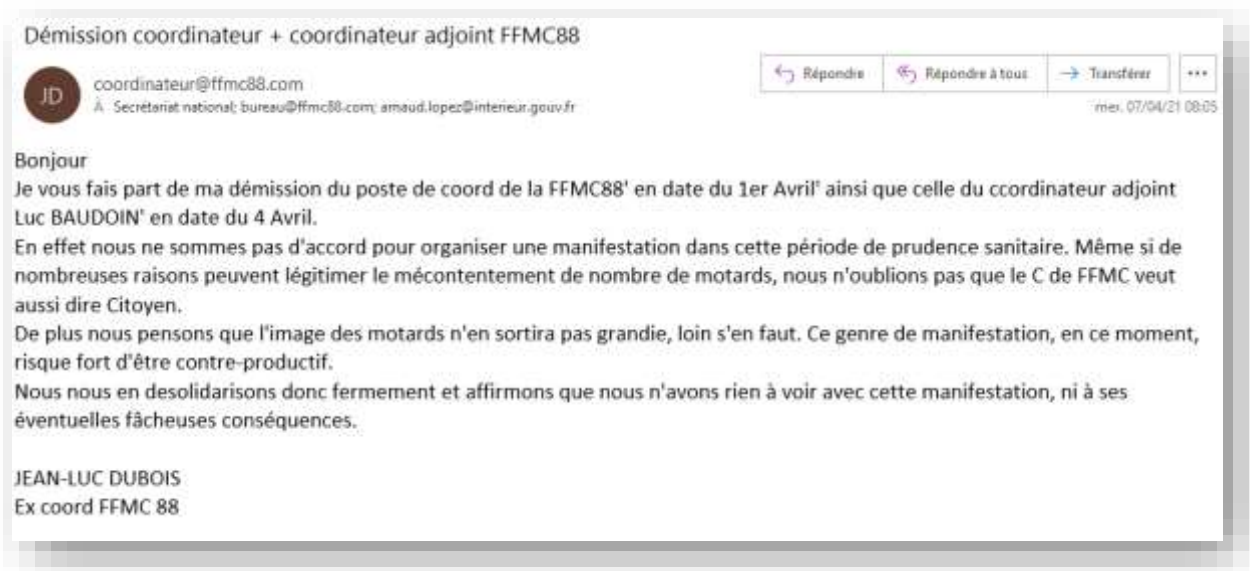 Démission coordinateur + coordinateur adjoint FFMC88
Répondre
Répondre à tous
Transférer
JD
coordinateur@ffmc88.com
À Secrétariat national; bureau@ffmc88.com; arnaud.lopez@interieur.gouv.fr
mer. 07/04/21 08:05
Bonjour
Je vous fais part de ma démission du poste de coord de la FFMC88' en date du 1er Avril' ainsi que celle du ccordinateur adjoint
Luc BAUDOIN' en date du 4 Avril.
En effet nous ne sommes pas d'accord pour organiser une manifestation dans cette période de prudence sanitaire. Même si de
nombreuses raisons peuvent légitimer le mécontentement de nombre de motards, nous n'oublions pas que le C de FFMC veut
aussi dire Citoyen.
De plus nous pensons que l'image des motards n'en sortira pas grandie, loin s'en faut. Ce genre de manifestation, en ce moment,
risque fort d'être contre-productif.
Nous nous en desolidarisons donc fermement et affirmons que nous n'avons rien à voir avec cette manifestation, ni à ses
éventuelles fâcheuses conséquences.
JEAN-LUC DUBOIS
Ex coord FFMC 88